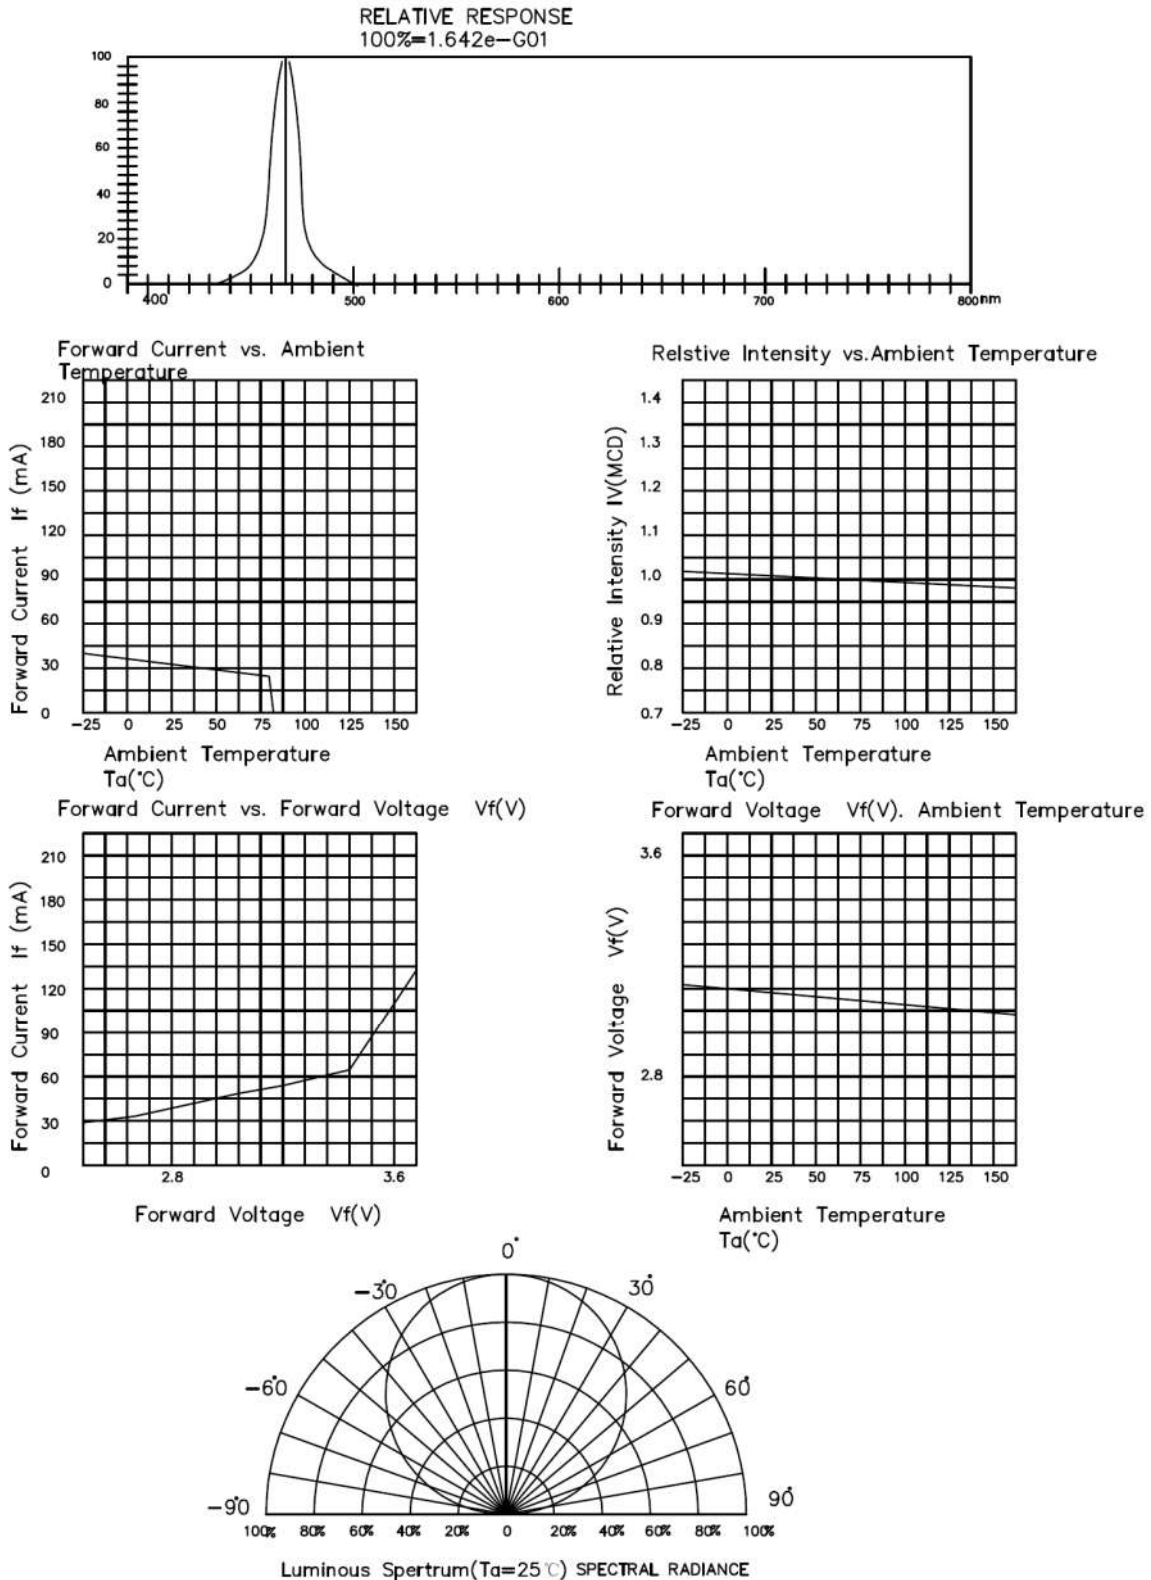 RELATIVE RESPONSE
100%=1.642e-G01
100
80
60
40
20
0
400 500 600 700 800nm
Forward Current vs. Ambient
Temperature
Forward Current If (mA)
210
180
150
120
90
60
30
0
-25 0 25 50 75 100 125 150
Ambient Temperature
Ta(°C)
Relstive Intensity vs.Ambient Temperature
Relative Intensity IV(MCD)
1.4
1.3
1.2
1.1
1.0
0.9
0.8
0.7
-25 0 25 50 75 100 125 150
Ambient Temperature
Ta(°C)
Forward Current vs. Forward Voltage Vf(V)
Forward Current If (mA)
210
180
150
120
90
60
30
0
2.8 3.6
Forward Voltage Vf(V)
Forward Voltage Vf(V). Ambient Temperature
Forward Voltage Vf(V)
3.6
2.8
-25 0 25 50 75 100 125 150
Ambient Temperature
Ta(°C)
0°
-30° 30°
-60° 60°
-90° 90°
100% 80% 60% 40% 20% 0 20% 40% 60% 80% 100%
Luminous Spertrum(Ta=25℃) SPECTRAL RADIANCE